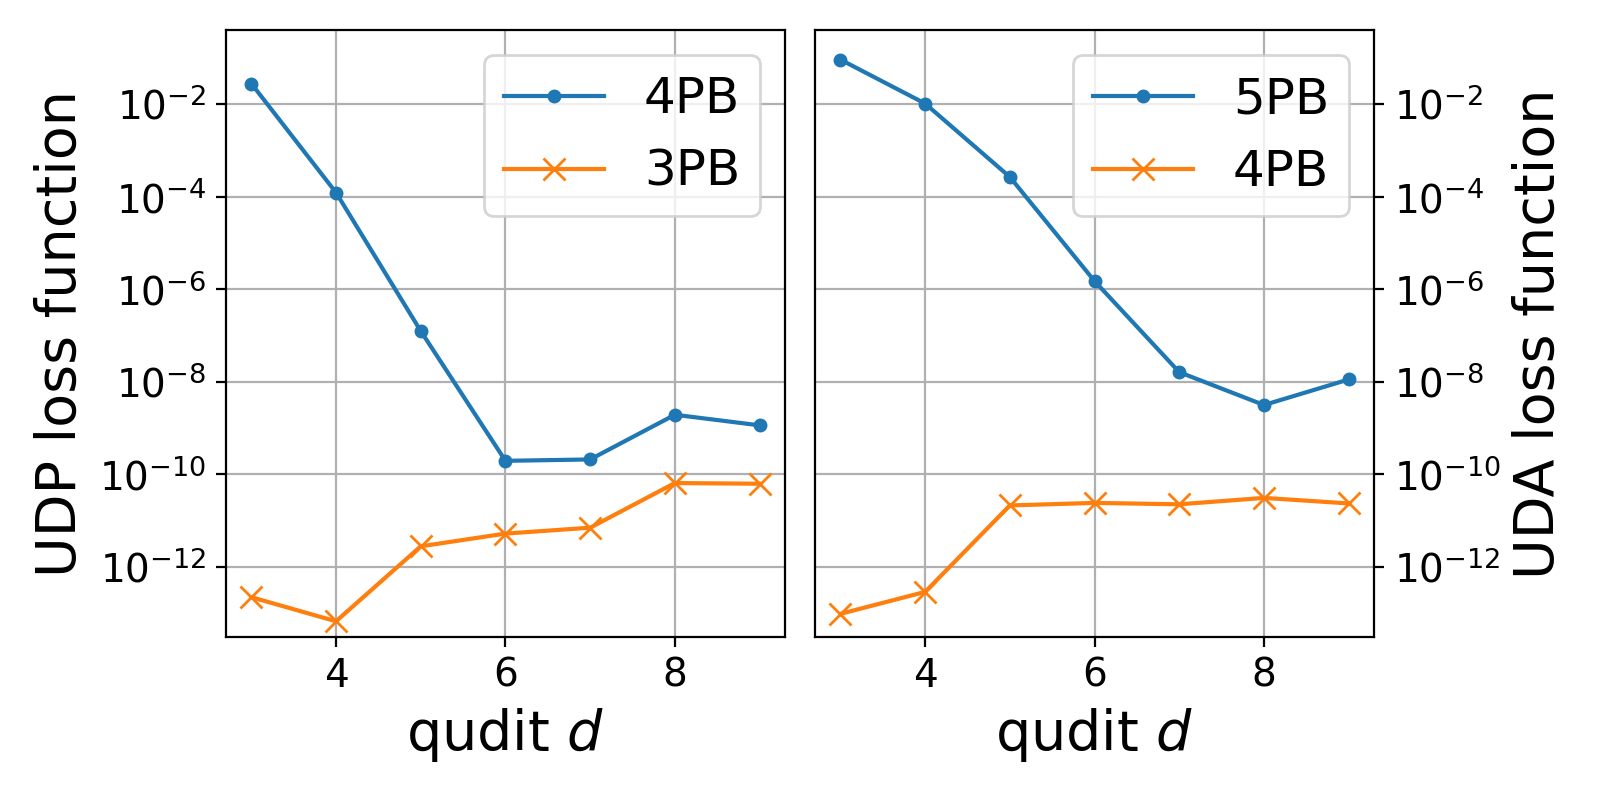 UDP loss function
10⁻²
10⁻⁴
10⁻⁶
10⁻⁸
10⁻¹⁰
10⁻¹²
4PB
3PB
4
6
8
qudit d
5PB
4PB
4
6
8
qudit d
10⁻²
10⁻⁴
10⁻⁶
10⁻⁸
10⁻¹⁰
10⁻¹²
UDA loss function